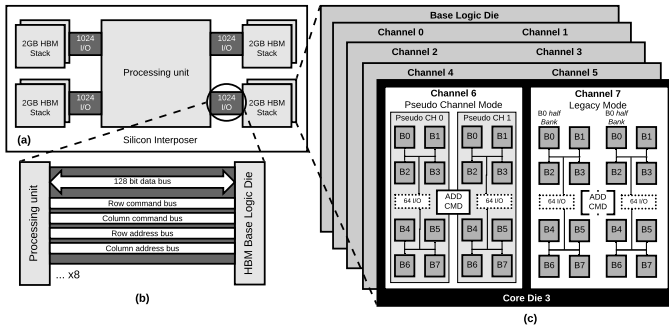 2GB HBM
Stack
1024
I/O
Processing unit
1024
I/O
2GB HBM
Stack
2GB HBM
Stack
1024
I/O
1024
I/O
2GB HBM
Stack
(a)
Silicon Interposer
Processing unit
128 bit data bus
Row command bus
Column command bus
Row address bus
Column address bus
HBM Base Logic Die
... x8
(b)
Base Logic Die
Channel 0
Channel 1
Channel 2
Channel 3
Channel 4
Channel 5
Channel 6
Pseudo Channel Mode
Pseudo CH 0
Pseudo CH 1
B0
B1
B0
B1
B2
B3
B2
B3
64 I/O
ADD
CMD
64 I/O
B4
B5
B4
B5
B6
B7
B6
B7
Channel 7
Legacy Mode
B0 half
Bank
B0 half
Bank
B0
B1
B0
B1
B2
B3
B2
B3
64 I/O
ADD
CMD
64 I/O
B4
B5
B4
B5
B6
B7
B6
B7
Core Die 3
(c)